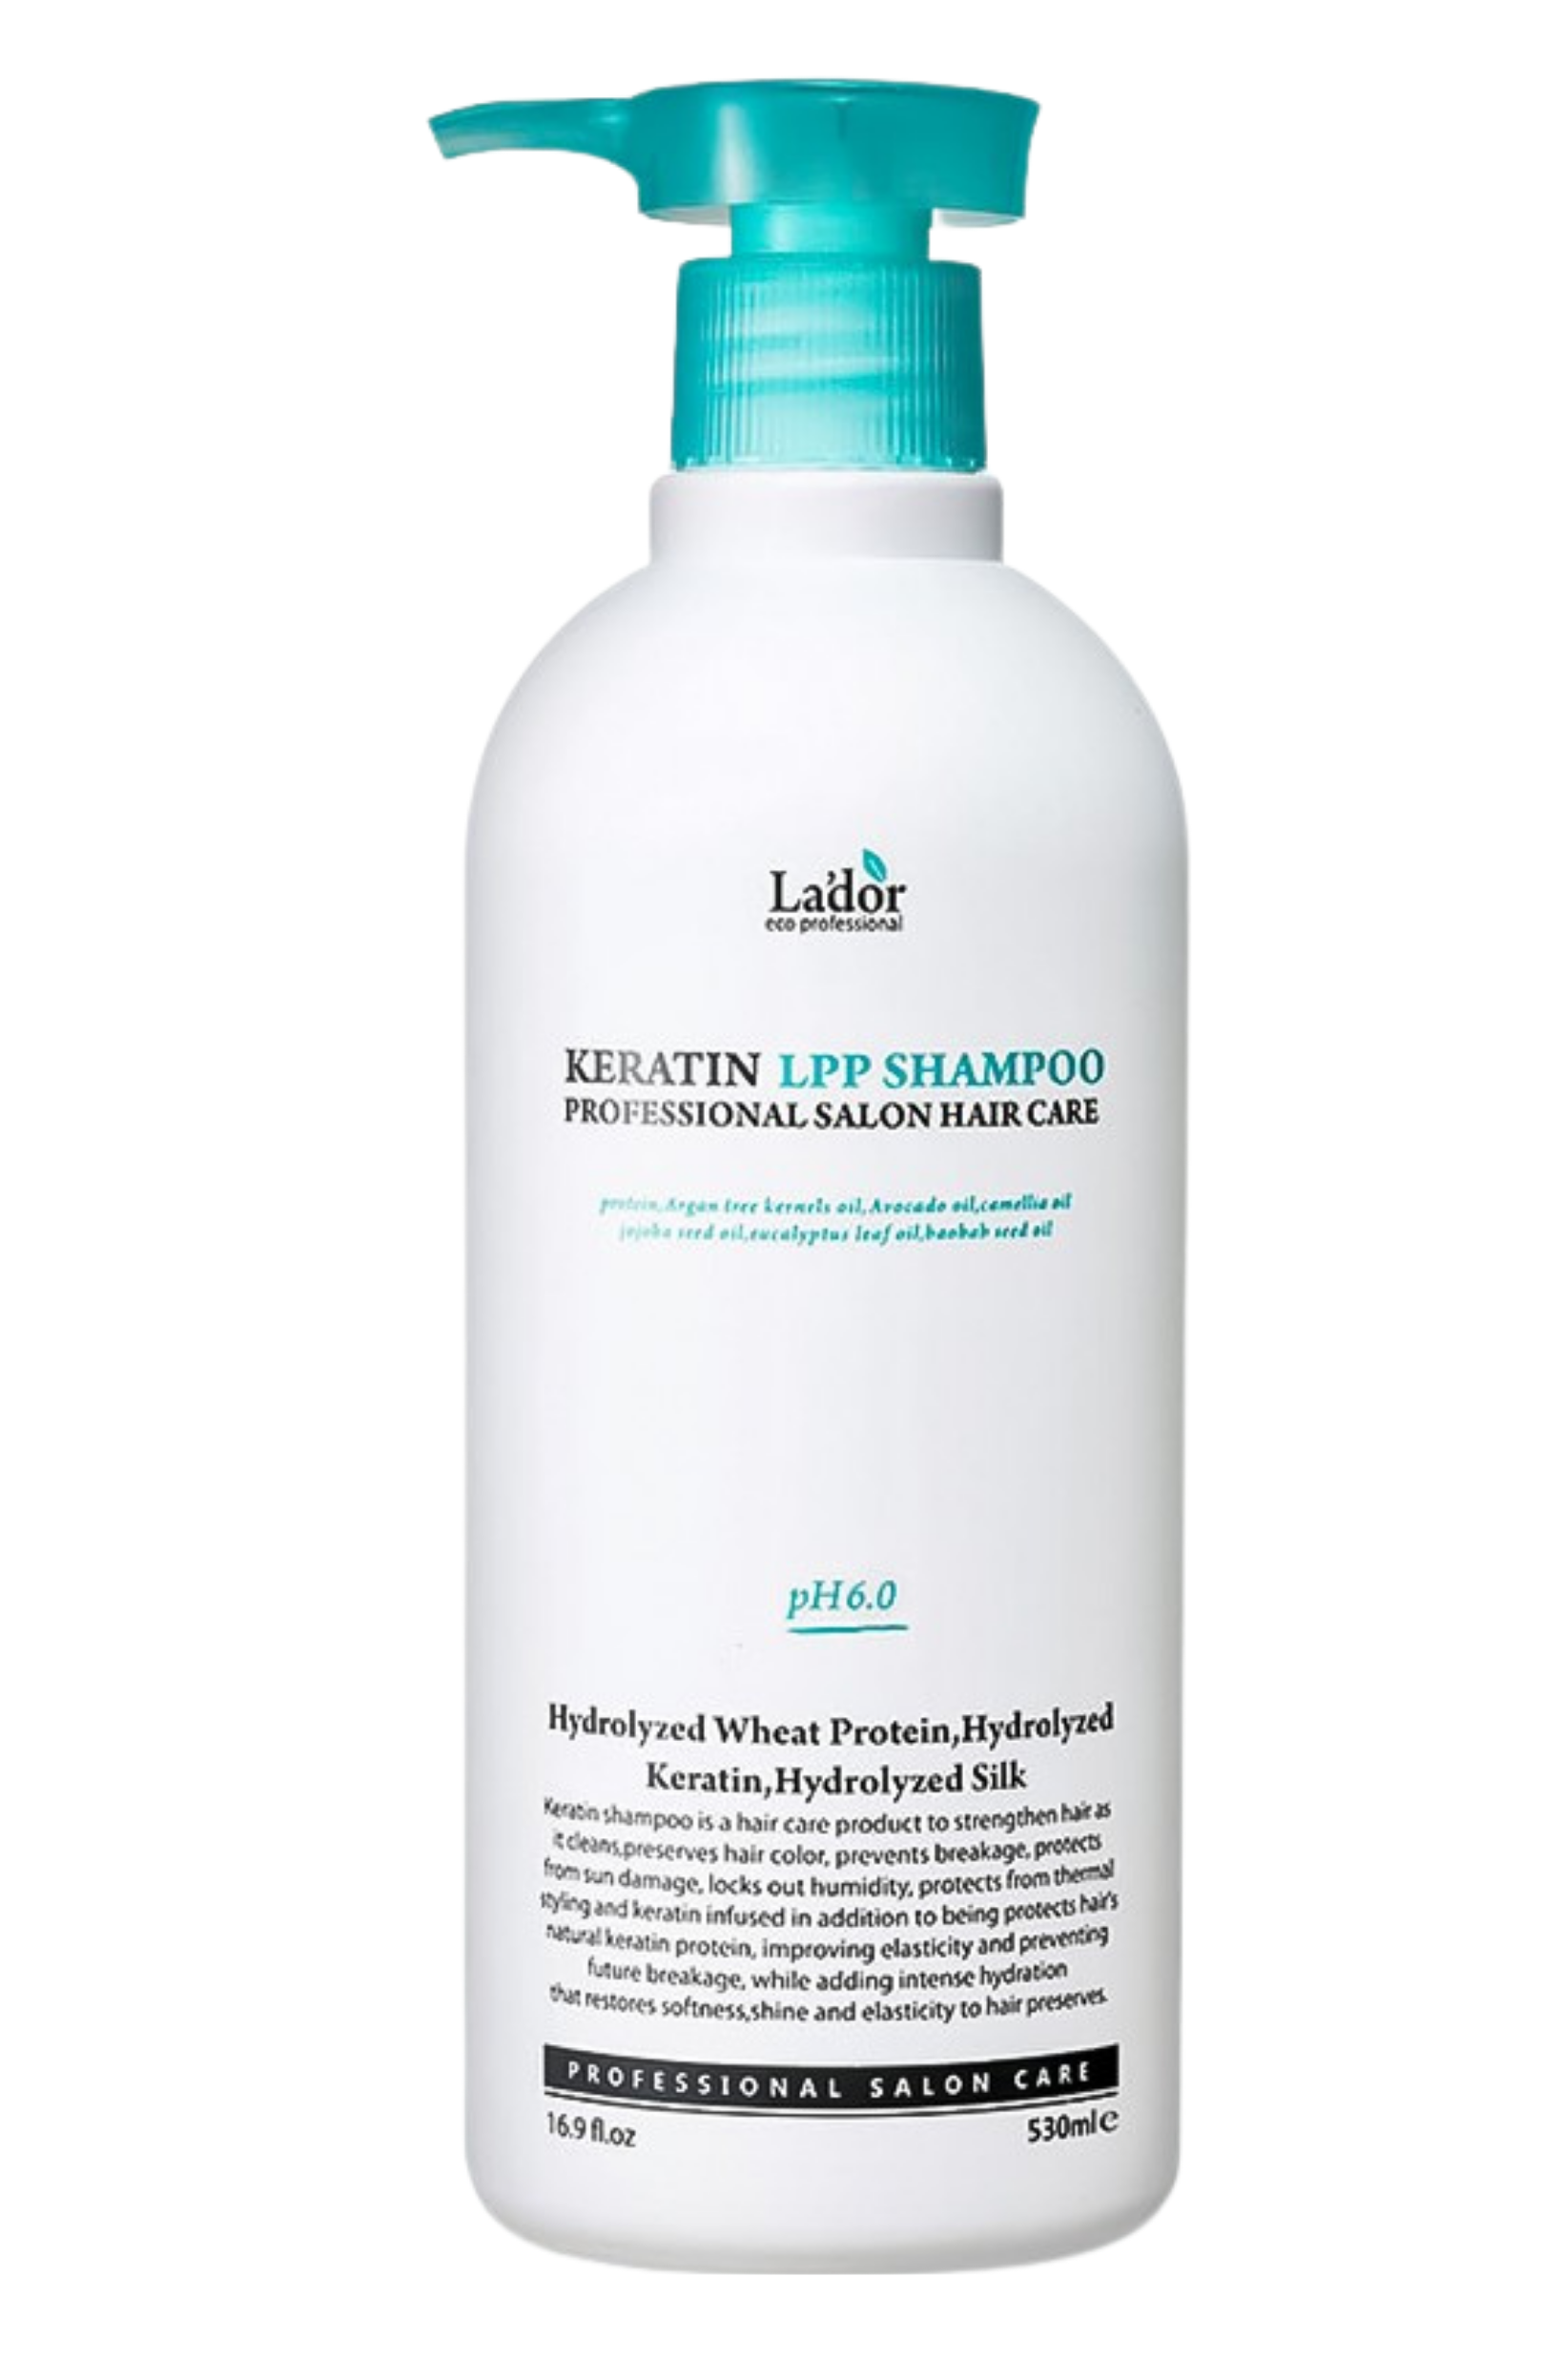 La'dor
eco professional
KERATIN LPP SHAMPOO
PROFESSIONAL SALON HAIR CARE
protein,Argan tree kernels oil,Avocado oil,camellia oil
jojoba seed oil,eucalyptus leaf oil,baobab seed oil
pH6.0
Hydrolyzed Wheat Protein,Hydrolyzed
Keratin,Hydrolyzed Silk
Keratin shampoo is a hair care product to strengthen hair as
it cleans,preserves hair color, prevents breakage, protects
from sun damage, locks out humidity, protects from thermal
styling and keratin infused in addition to being protects hair's
natural keratin protein, improving elasticity and preventing
future breakage, while adding intense hydration
that restores softness,shine and elasticity to hair preserves.
PROFESSIONAL SALON CARE
16.9 fl.oz 530ml ℮